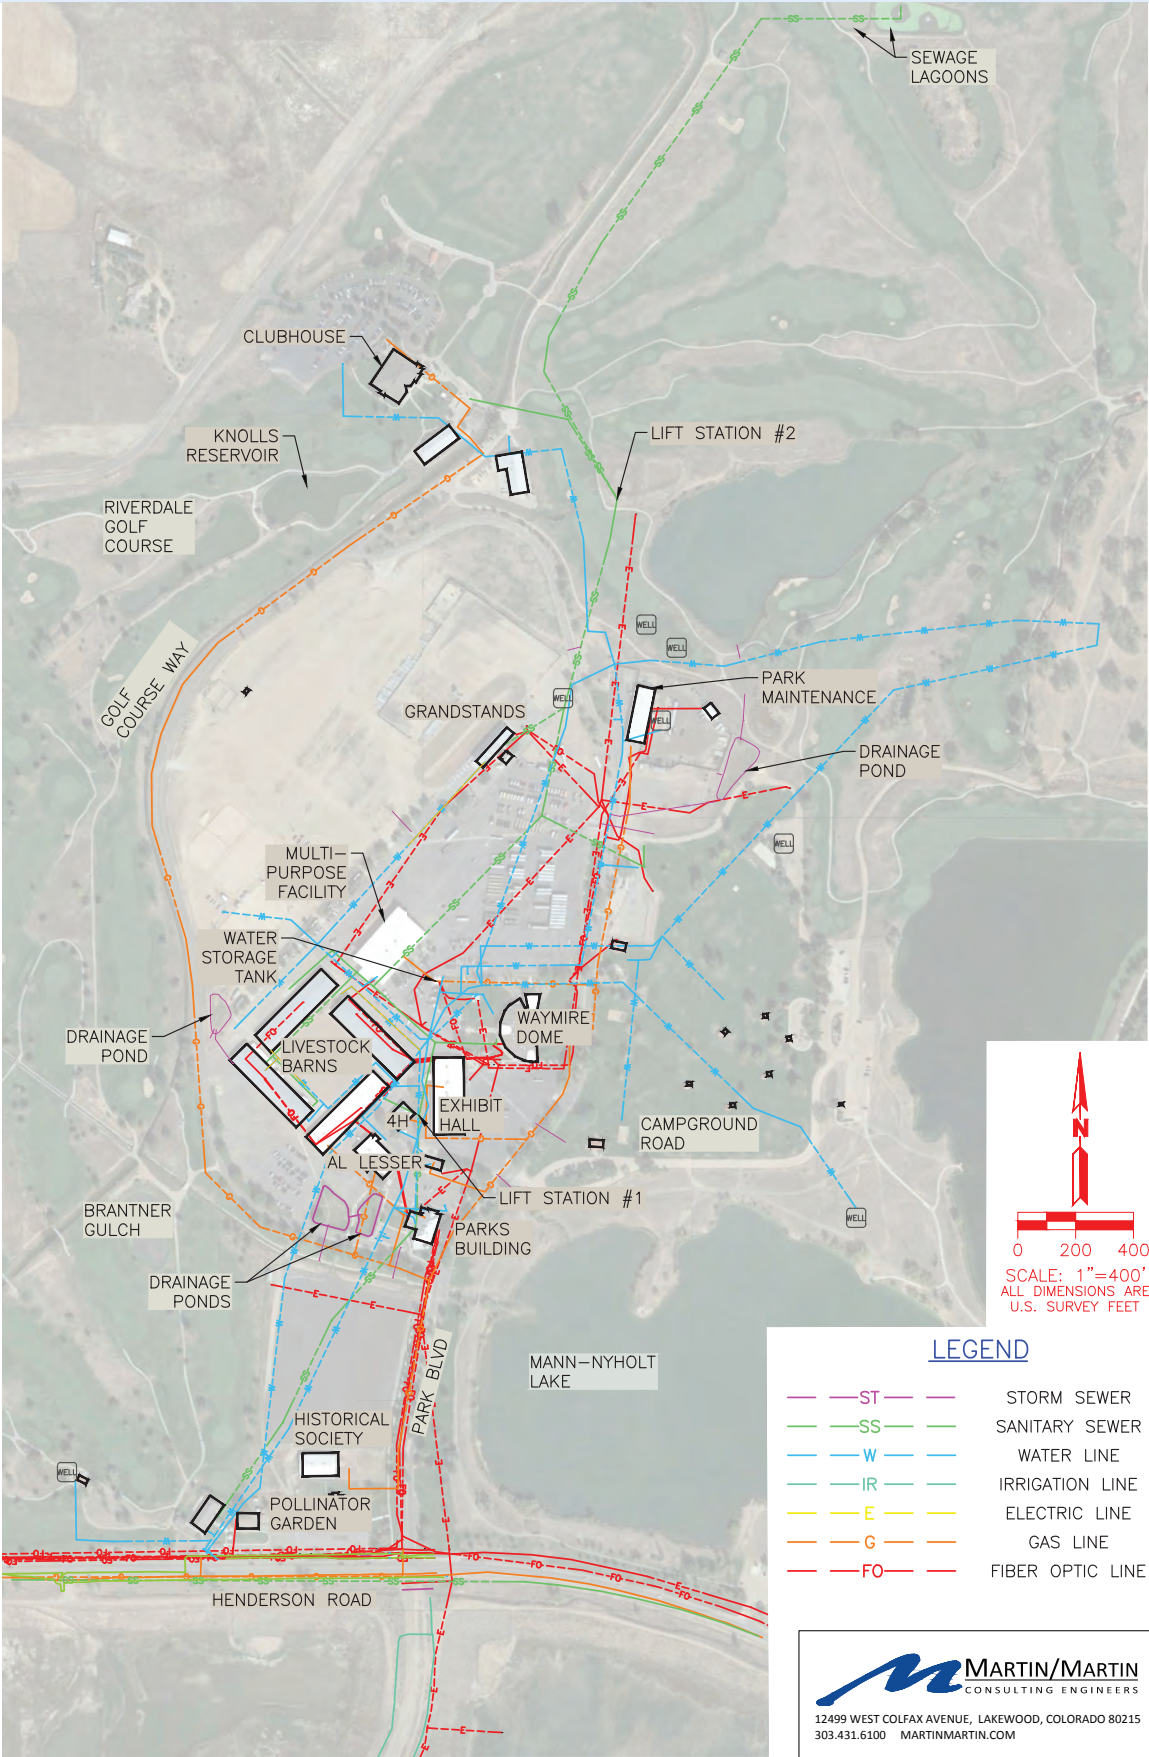 SEWAGE
LAGOONS
CLUBHOUSE
KNOLLS
RESERVOIR
LIFT STATION #2
RIVERDALE
GOLF
COURSE
WELL
WELL
GOLF
COURSE WAY
PARK
MAINTENANCE
WELL
WELL
GRANDSTANDS
DRAINAGE
POND
WELL
MULTI-
PURPOSE
FACILITY
WATER
STORAGE
TANK
WAYMIRE
DOME
DRAINAGE
POND
LIVESTOCK
BARNS
EXHIBIT
HALL
4H
CAMPGROUND
ROAD
AL LESSER
LIFT STATION #1
WELL
BRANTNER
GULCH
PARKS
BUILDING
DRAINAGE
PONDS
N
0 200 400
SCALE: 1"=400'
ALL DIMENSIONS ARE
U.S. SURVEY FEET
PARK BLVD
MANN-NYHOLT
LAKE
HISTORICAL
SOCIETY
WELL
POLLINATOR
GARDEN
HENDERSON ROAD
LEGEND
ST STORM SEWER
SS SANITARY SEWER
W WATER LINE
IR IRRIGATION LINE
E ELECTRIC LINE
G GAS LINE
FO FIBER OPTIC LINE
MARTIN/MARTIN
CONSULTING ENGINEERS
12499 WEST COLFAX AVENUE, LAKEWOOD, COLORADO 80215
303.431.6100 MARTINMARTIN.COM